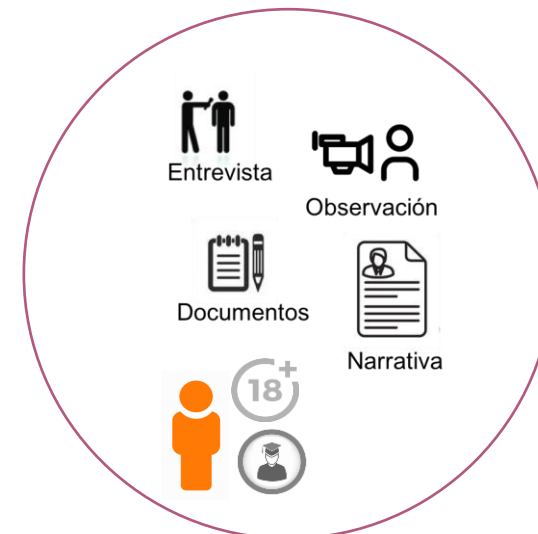 Entrevista
Observación
Documentos
Narrativa
18+